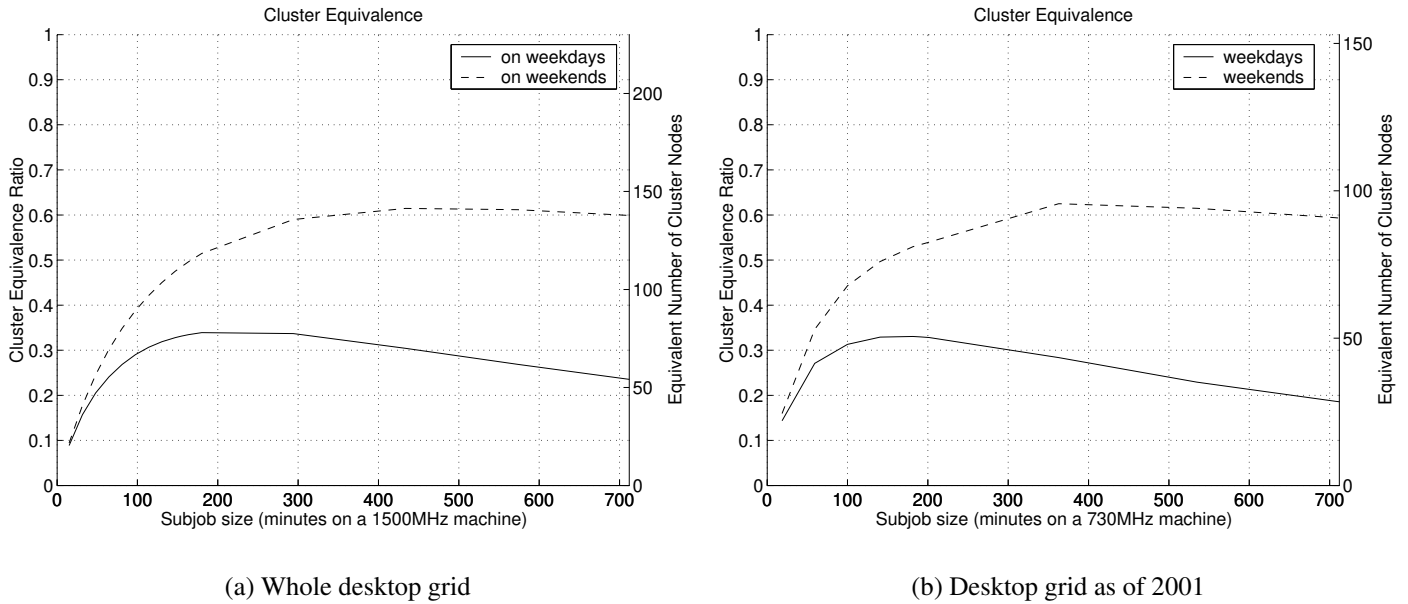 Cluster Equivalence
1
0.9
0.8
0.7
0.6
0.5
0.4
0.3
0.2
0.1
0
Cluster Equivalence Ratio
on weekdays
on weekends
200
150
100
50
0
Equivalent Number of Cluster Nodes
0 100 200 300 400 500 600 700
Subjob size (minutes on a 1500MHz machine)
(a) Whole desktop grid
Cluster Equivalence
1
0.9
0.8
0.7
0.6
0.5
0.4
0.3
0.2
0.1
0
Cluster Equivalence Ratio
weekdays
weekends
150
100
50
0
Equivalent Number of Cluster Nodes
0 100 200 300 400 500 600 700
Subjob size (minutes on a 730MHz machine)
(b) Desktop grid as of 2001